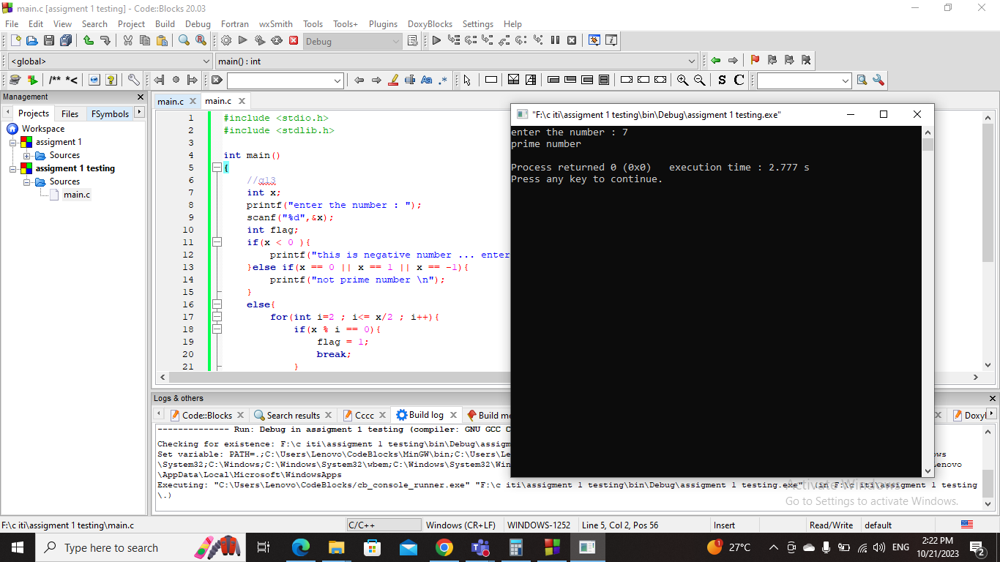 main.c [assigment 1 testing] - Code::Blocks 20.03
File Edit View Search Project Build Debug Fortran wxSmith Tools Tools+ Plugins DoxyBlocks Settings Help
Debug
<global> main() : int
/** *< Aa .* S C
Management
Projects Files FSymbols
Workspace
assigment 1
Sources
assigment 1 testing
Sources
main.c
main.c main.c
1 #include <stdio.h>
2 #include <stdlib.h>
3
4 int main()
5 {
6 //q13
7 int x;
8 printf("enter the number : ");
9 scanf("%d",&x);
10 int flag;
11 if(x < 0 ){
12 printf("this is negative number ... enter
13 }else if(x == 0 || x == 1 || x == -1){
14 printf("not prime number \n");
15 }
16 else{
17 for(int i=2 ; i<= x/2 ; i++){
18 if(x % i == 0){
19 flag = 1;
20 break;
21 }
"F:\c iti\assigment 1 testing\bin\Debug\assigment 1 testing.exe"
enter the number : 7
prime number
Process returned 0 (0x0) execution time : 2.777 s
Press any key to continue.
Logs & others
Code::Blocks Search results Cccc Build log Build me Doxyl
-------------- Run: Debug in assigment 1 testing (compiler: GNU GCC C
Checking for existence: F:\c iti\assigment 1 testing\bin\Debug\assigm
Set variable: PATH=.;C:\Users\Lenovo\CodeBlocks\MinGW\bin;C:\Users\Le ws
\System32;C:\Windows;C:\Windows\System32\wbem;C:\Windows\System32\Win enovo
\AppData\Local\Microsoft\WindowsApps
Executing: "C:\Users\Lenovo\CodeBlocks/cb_console_runner.exe" "F:\c iti\assigment 1 testing\bin\Debug\assigment 1 testing.exe" (in F:\c iti\assigment 1 testing
\.)
Activate Windows
Go to Settings to activate Windows.
F:\c iti\assigment 1 testing\main.c C/C++ Windows (CR+LF) WINDOWS-1252 Line 5, Col 2, Pos 56 Insert Read/Write default
Type here to search 1 27°C ENG 2:22 PM
10/21/2023 2